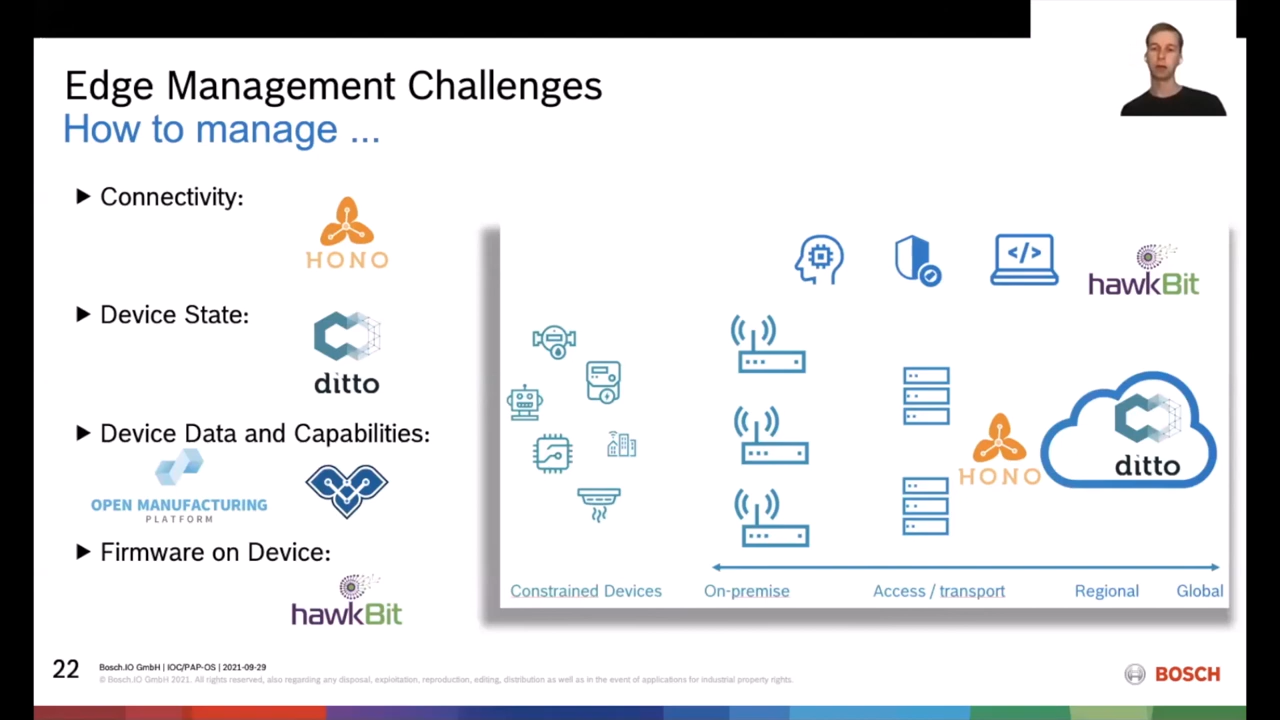 Edge Management Challenges
How to manage ...
▶ Connectivity:
HONO
▶ Device State:
ditto
▶ Device Data and Capabilities:
OPEN MANUFACTURING
PLATFORM
▶ Firmware on Device:
hawkBit
</>
hawkBit
HONO
ditto
Constrained Devices
On-premise
Access / transport
Regional
Global
22
Bosch.IO GmbH | IOC/PAP-OS | 2021-09-29
© Bosch.IO GmbH 2021. All rights reserved, also regarding any disposal, exploitation, reproduction, editing, distribution as well as in the event of applications for industrial property rights.
BOSCH